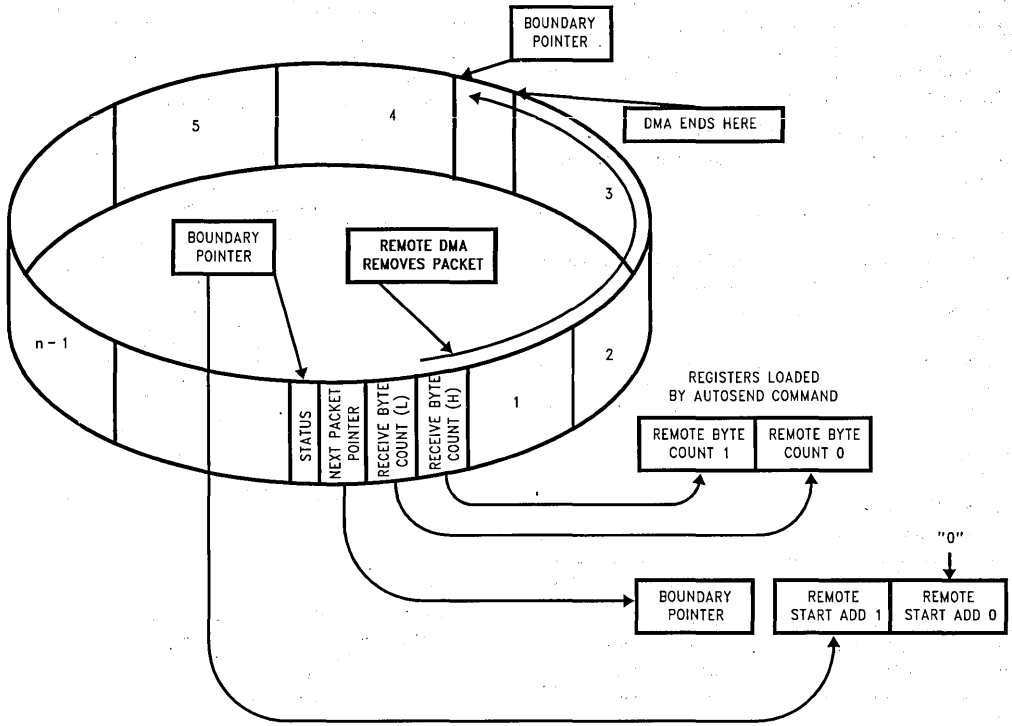 BOUNDARY
POINTER
DMA ENDS HERE
5
4
3
BOUNDARY
POINTER
REMOTE DMA
REMOVES PACKET
n-1
STATUS
NEXT PACKET
POINTER
RECEIVE BYTE
COUNT (L)
RECEIVE BYTE
COUNT (H)
1
2
REGISTERS LOADED
BY AUTOSEND COMMAND
REMOTE BYTE
COUNT 1
REMOTE BYTE
COUNT 0
"0"
BOUNDARY
POINTER
REMOTE
START ADD 1
REMOTE
START ADD 0